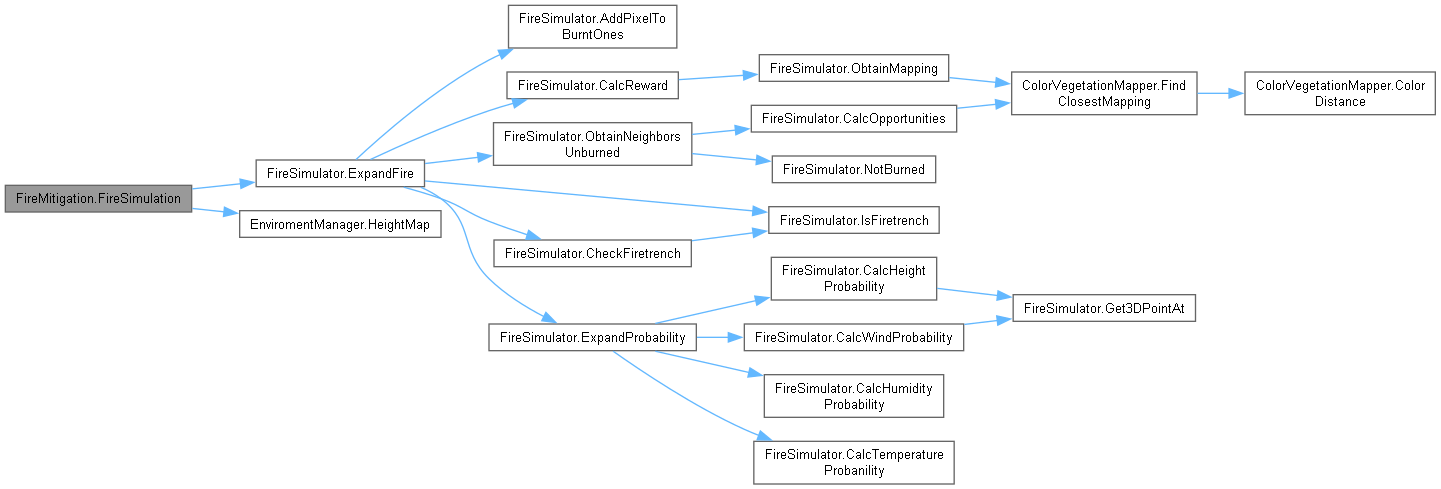 FireMitigation.FireSimulation
FireSimulator.ExpandFire
EnviromentManager.HeightMap
FireSimulator.AddPixelTo
BurntOnes
FireSimulator.CalcReward
FireSimulator.ObtainNeighbors
Unburned
FireSimulator.CheckFiretrench
FireSimulator.ExpandProbability
FireSimulator.ObtainMapping
FireSimulator.CalcOpportunities
FireSimulator.NotBurned
FireSimulator.IsFiretrench
FireSimulator.CalcHeight
Probability
FireSimulator.CalcWindProbability
FireSimulator.CalcHumidity
Probability
FireSimulator.CalcTemperature
Probanility
ColorVegetationMapper.Find
ClosestMapping
FireSimulator.Get3DPointAt
ColorVegetationMapper.Color
Distance